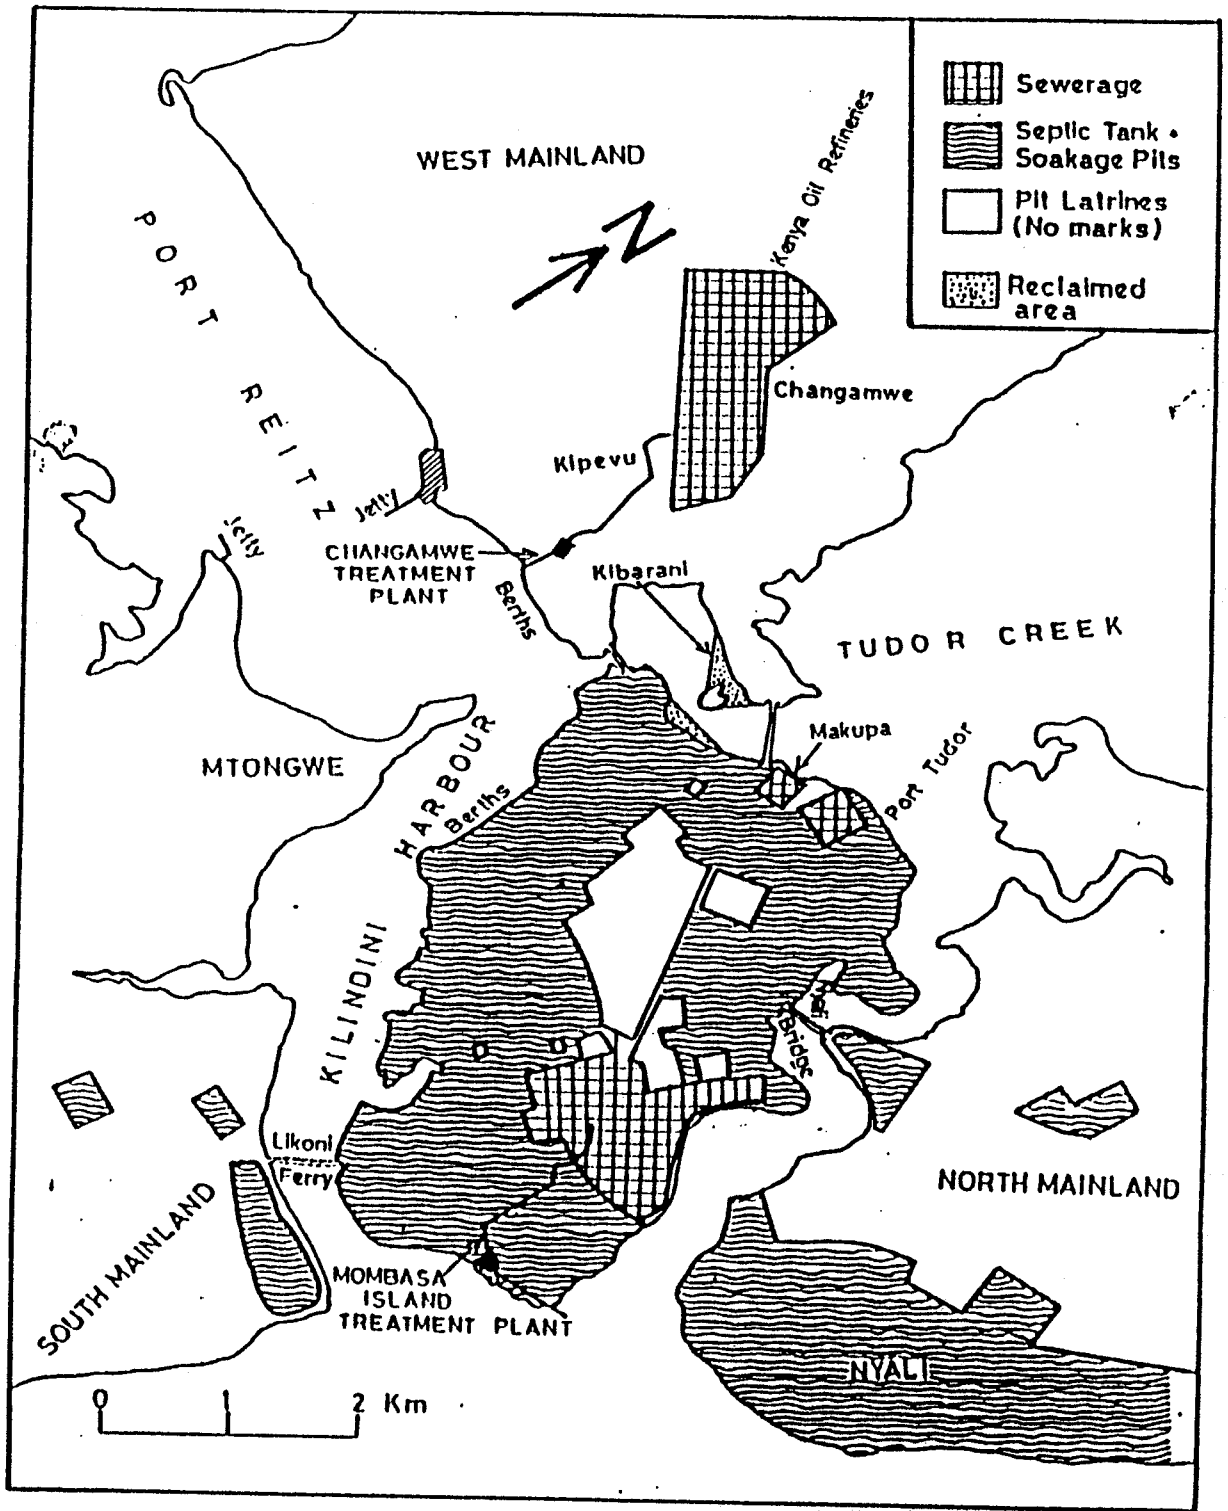 Sewerage
Septic Tank •
Soakage Pits
Pit Latrines
(No marks)
Reclaimed
area
WEST MAINLAND
Kenya Oil Refineries
N
PORT REITZ
Changamwe
Kipevu
Jetty
Jetty
CHANGAMWE
TREATMENT
PLANT
Berths
Kibarani
TUDOR CREEK
Makupa
Port Tudor
MTONGWE
KILINDINI HARBOUR
Berths
Bridge
Likoni
Ferry
NORTH MAINLAND
SOUTH MAINLAND
MOMBASA
ISLAND
TREATMENT PLANT
NYALI
0 1 2 Km